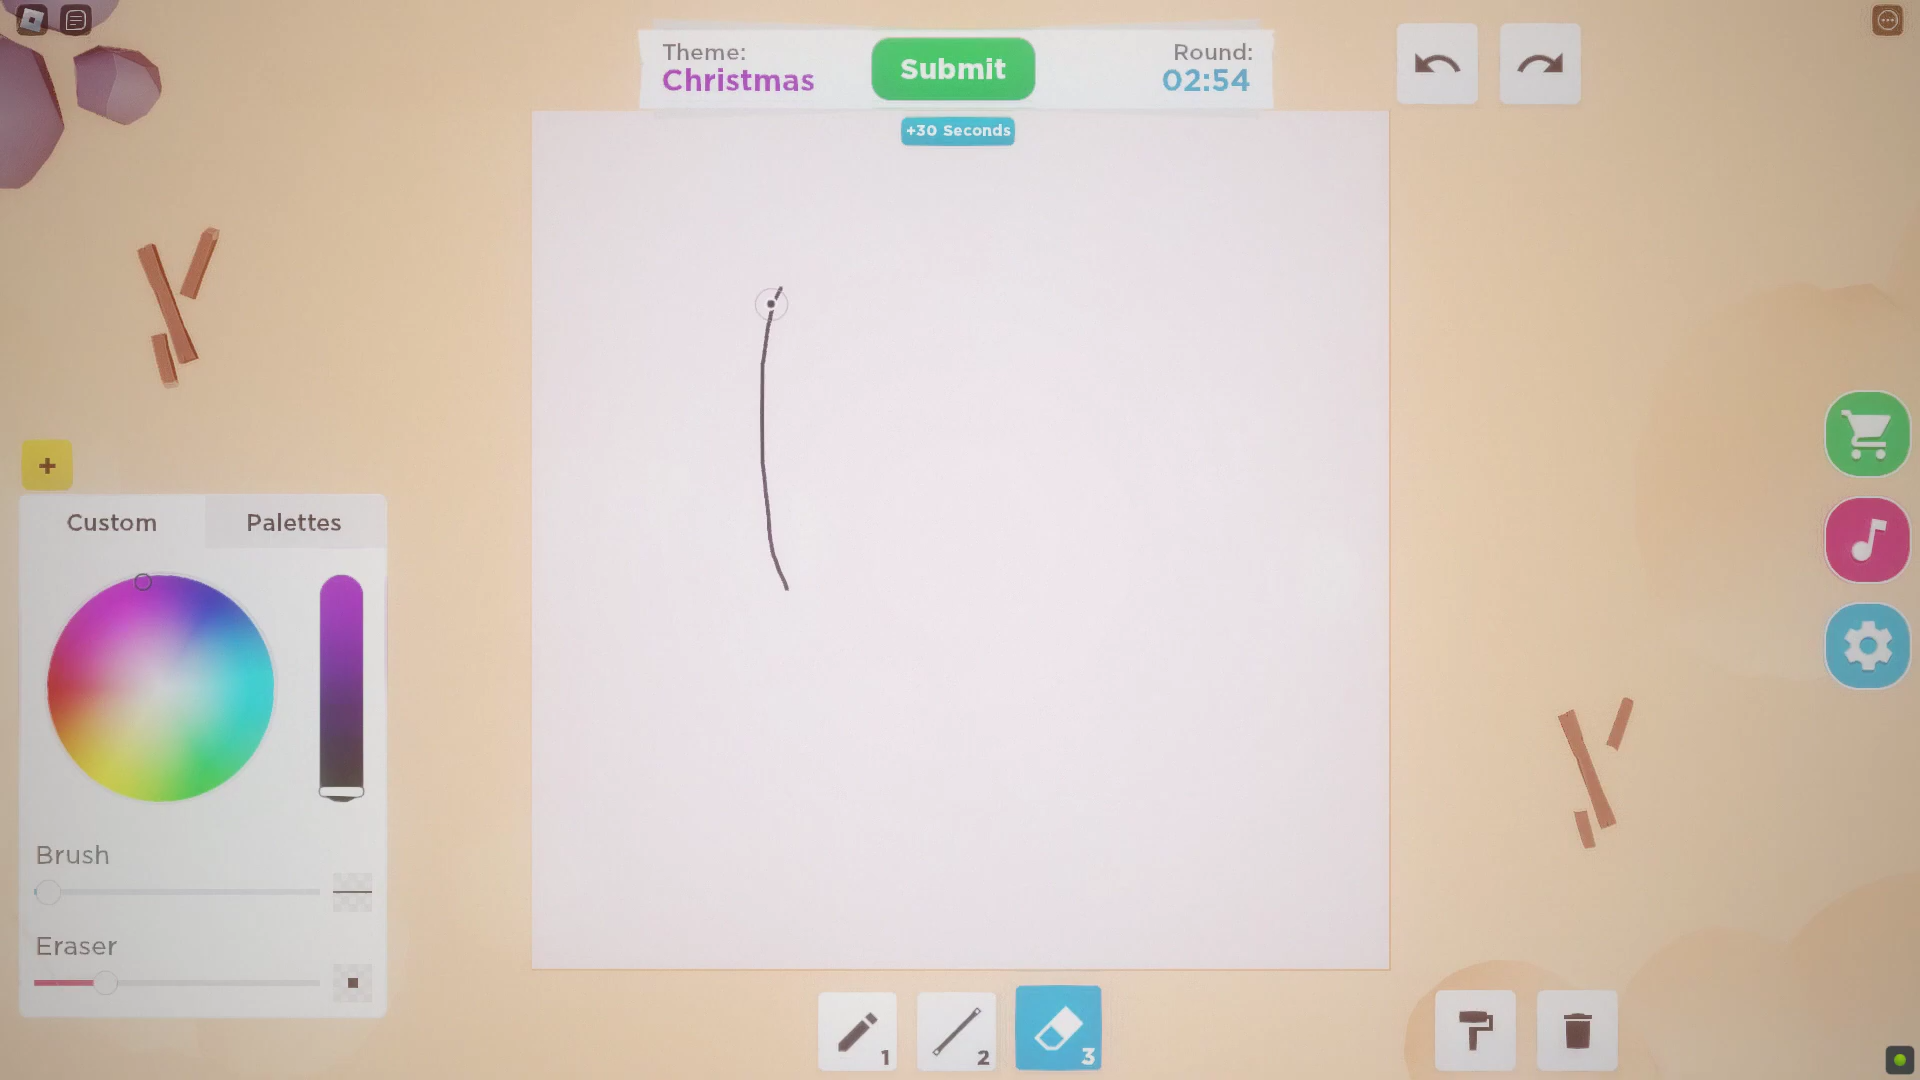 Theme:
Christmas
Submit
Round:
02:54
+30 Seconds
+
Custom
Palettes
Brush
Eraser
1
2
3